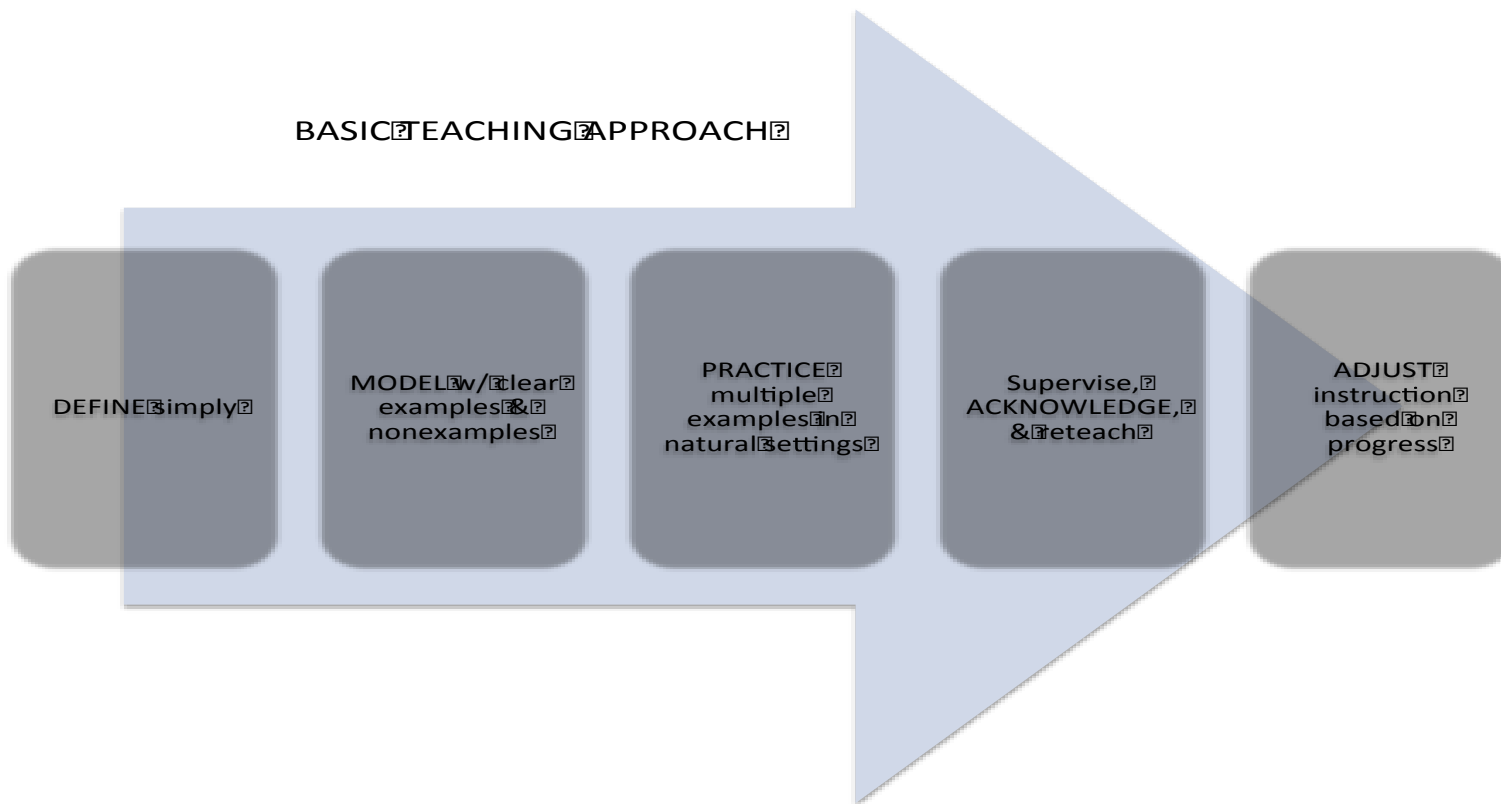 BASIC TEACHING APPROACH
DEFINE simply
MODEL w/ clear
examples &
nonexamples
PRACTICE
multiple
examples in
natural settings
Supervise,
ACKNOWLEDGE,
& reteach
ADJUST
instruction
based on
progress